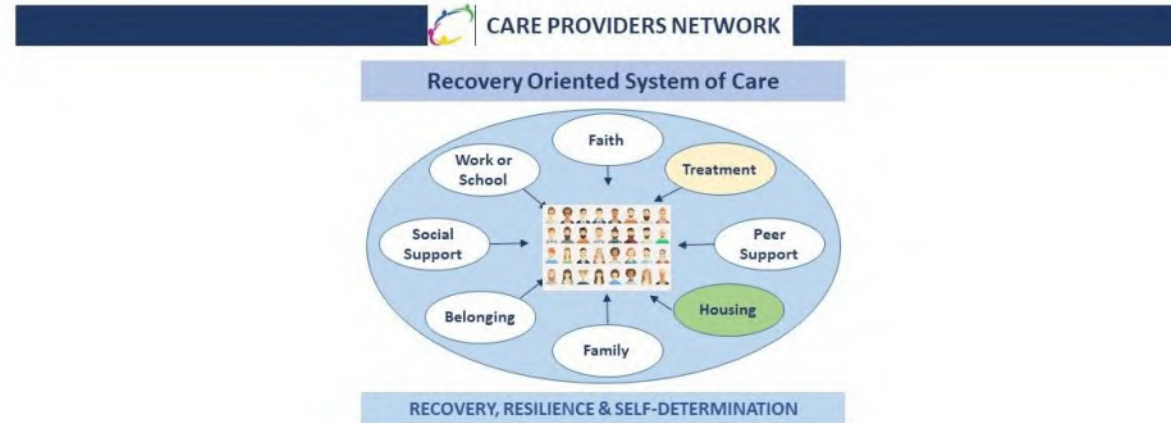 CARE PROVIDERS NETWORK
Recovery Oriented System of Care
Faith
Work or
School
Treatment
Social
Support
Peer
Support
Belonging
Housing
Family
RECOVERY, RESILIENCE & SELF-DETERMINATION